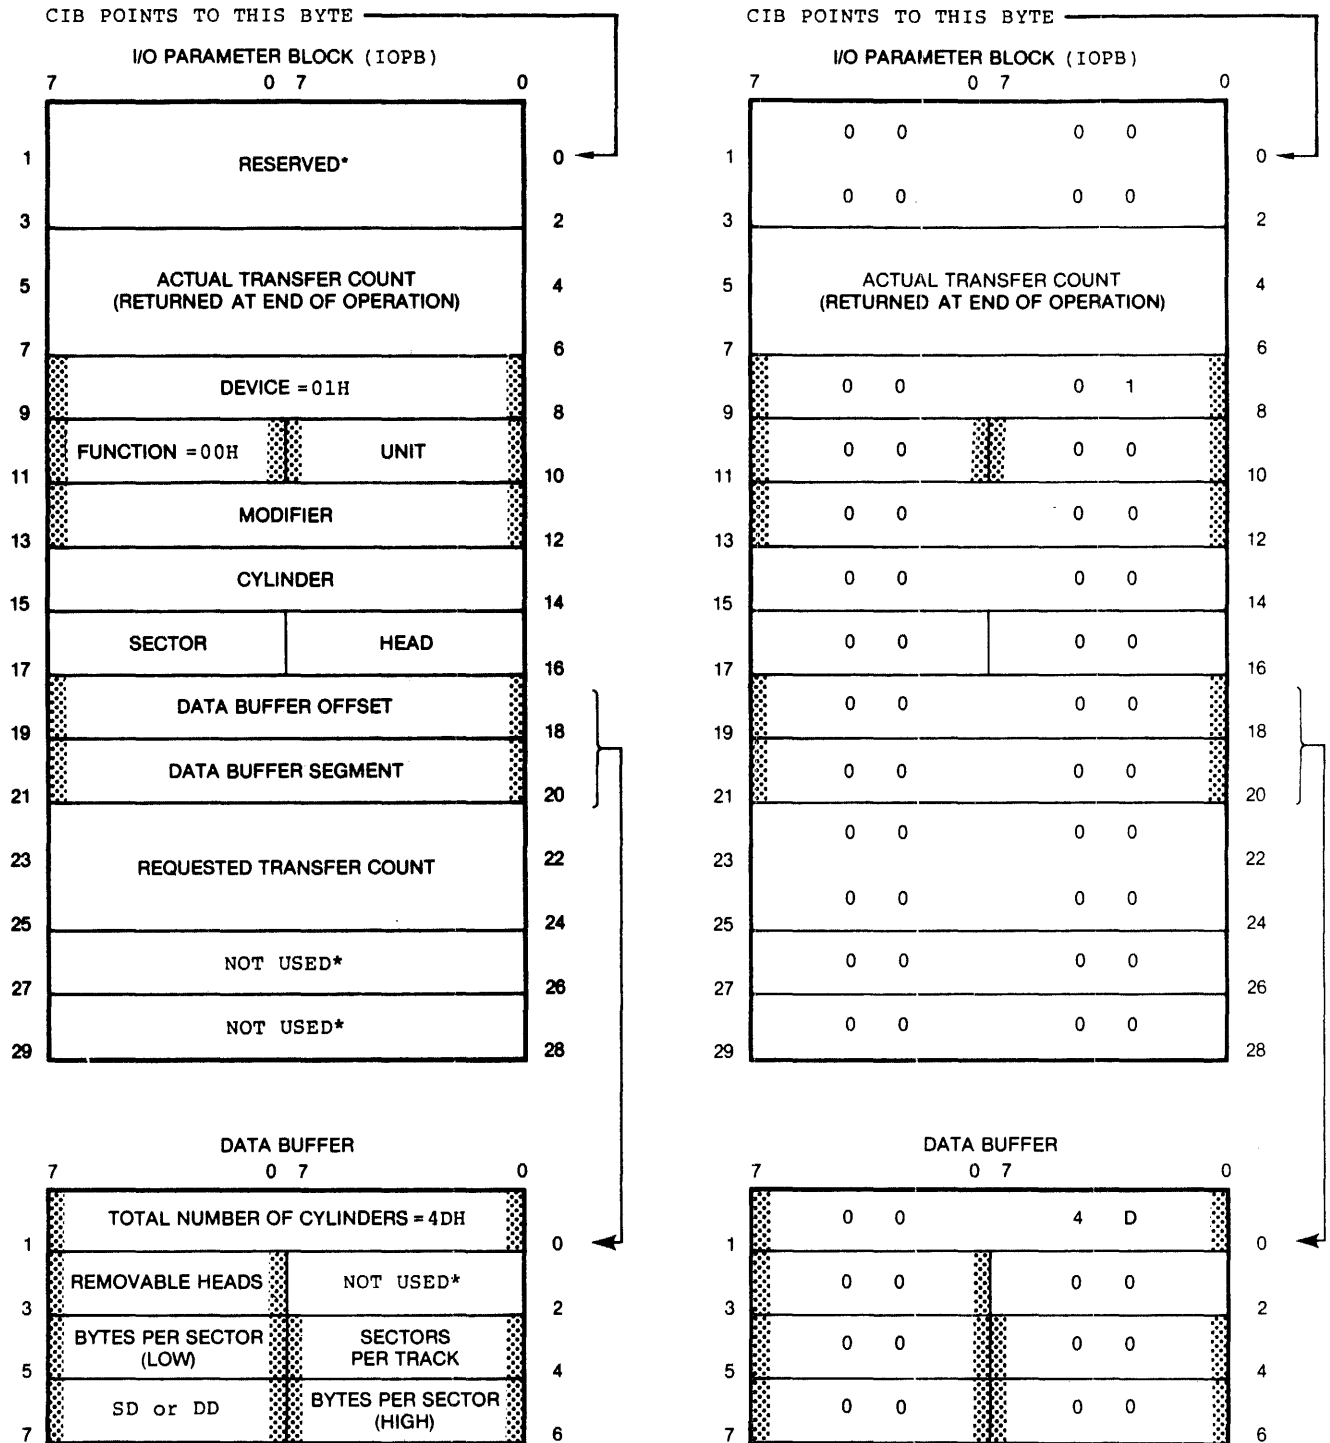 CIB POINTS TO THIS BYTE
I/O PARAMETER BLOCK (IOPB)
7 0 7 0
RESERVED*
1 0
3 2
ACTUAL TRANSFER COUNT
5 4
(RETURNED AT END OF OPERATION)
7 6
DEVICE =01H
9 8
FUNCTION =00H UNIT
11 10
MODIFIER
13 12
CYLINDER
15 14
SECTOR HEAD
17 16
DATA BUFFER OFFSET
19 18
DATA BUFFER SEGMENT
21 20
REQUESTED TRANSFER COUNT
23 22
25 24
NOT USED*
27 26
NOT USED*
29 28
DATA BUFFER
7 0 7 0
TOTAL NUMBER OF CYLINDERS =4DH
1 0
REMOVABLE HEADS NOT USED*
3 2
BYTES PER SECTOR
(LOW)
SECTORS
PER TRACK
5 4
SD or DD
BYTES PER SECTOR
(HIGH)
7 6
CIB POINTS TO THIS BYTE
I/O PARAMETER BLOCK (IOPB)
7 0 7 0
0 0 0 0
1 0
0 0 0 0
3 2
ACTUAL TRANSFER COUNT
5 4
(RETURNED AT END OF OPERATION)
7 6
0 0 0 1
9 8
0 0 0 0
11 10
0 0 0 0
13 12
0 0 0 0
15 14
0 0 0 0
17 16
0 0 0 0
19 18
0 0 0 0
21 20
0 0 0 0
23 22
0 0 0 0
25 24
0 0 0 0
27 26
0 0 0 0
29 28
DATA BUFFER
7 0 7 0
0 0 4 D
1 0
0 0 0 0
3 2
0 0 0 0
5 4
0 0 0 0
7 6